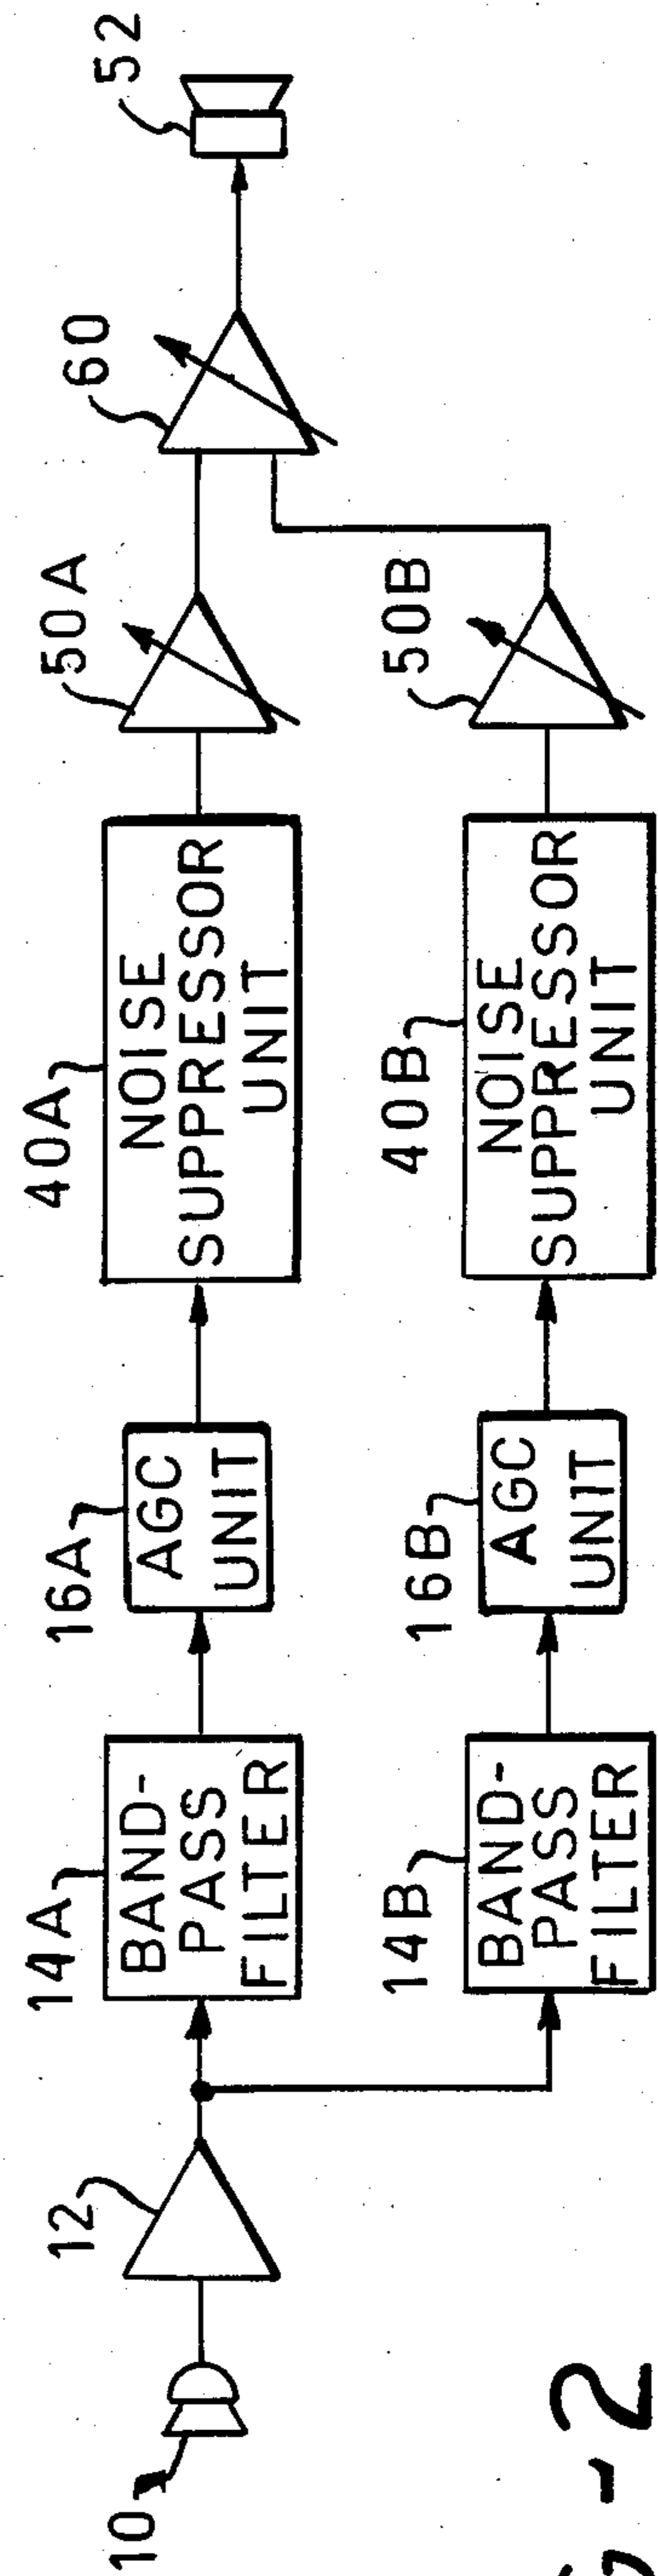 10
12
14A
BAND-
PASS
FILTER
16A
AGC
UNIT
40A
NOISE
SUPPRESSOR
UNIT
50A
60
52
14B
BAND-
PASS
FILTER
16B
AGC
UNIT
40B
NOISE
SUPPRESSOR
UNIT
50B
-2